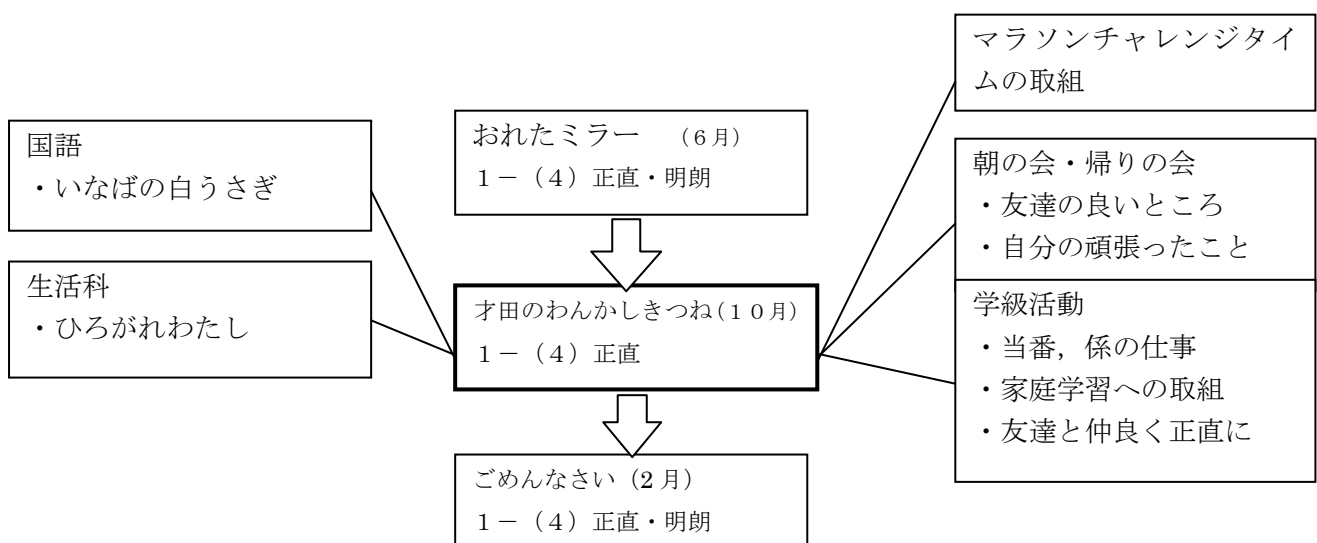 国語
・いなばの白うさぎ
生活科
・ひろがれわたし
おれたミラー (6月)
1-(4)正直・明朗
才田のわんかしきつね(10月)
1-(4)正直
ごめんなさい(2月)
1-(4)正直・明朗
マラソンチャレンジタイ
ムの取組
朝の会・帰りの会
・友達の良いところ
・自分の頑張ったこと
学級活動
・当番,係の仕事
・家庭学習への取組
・友達と仲良く正直に